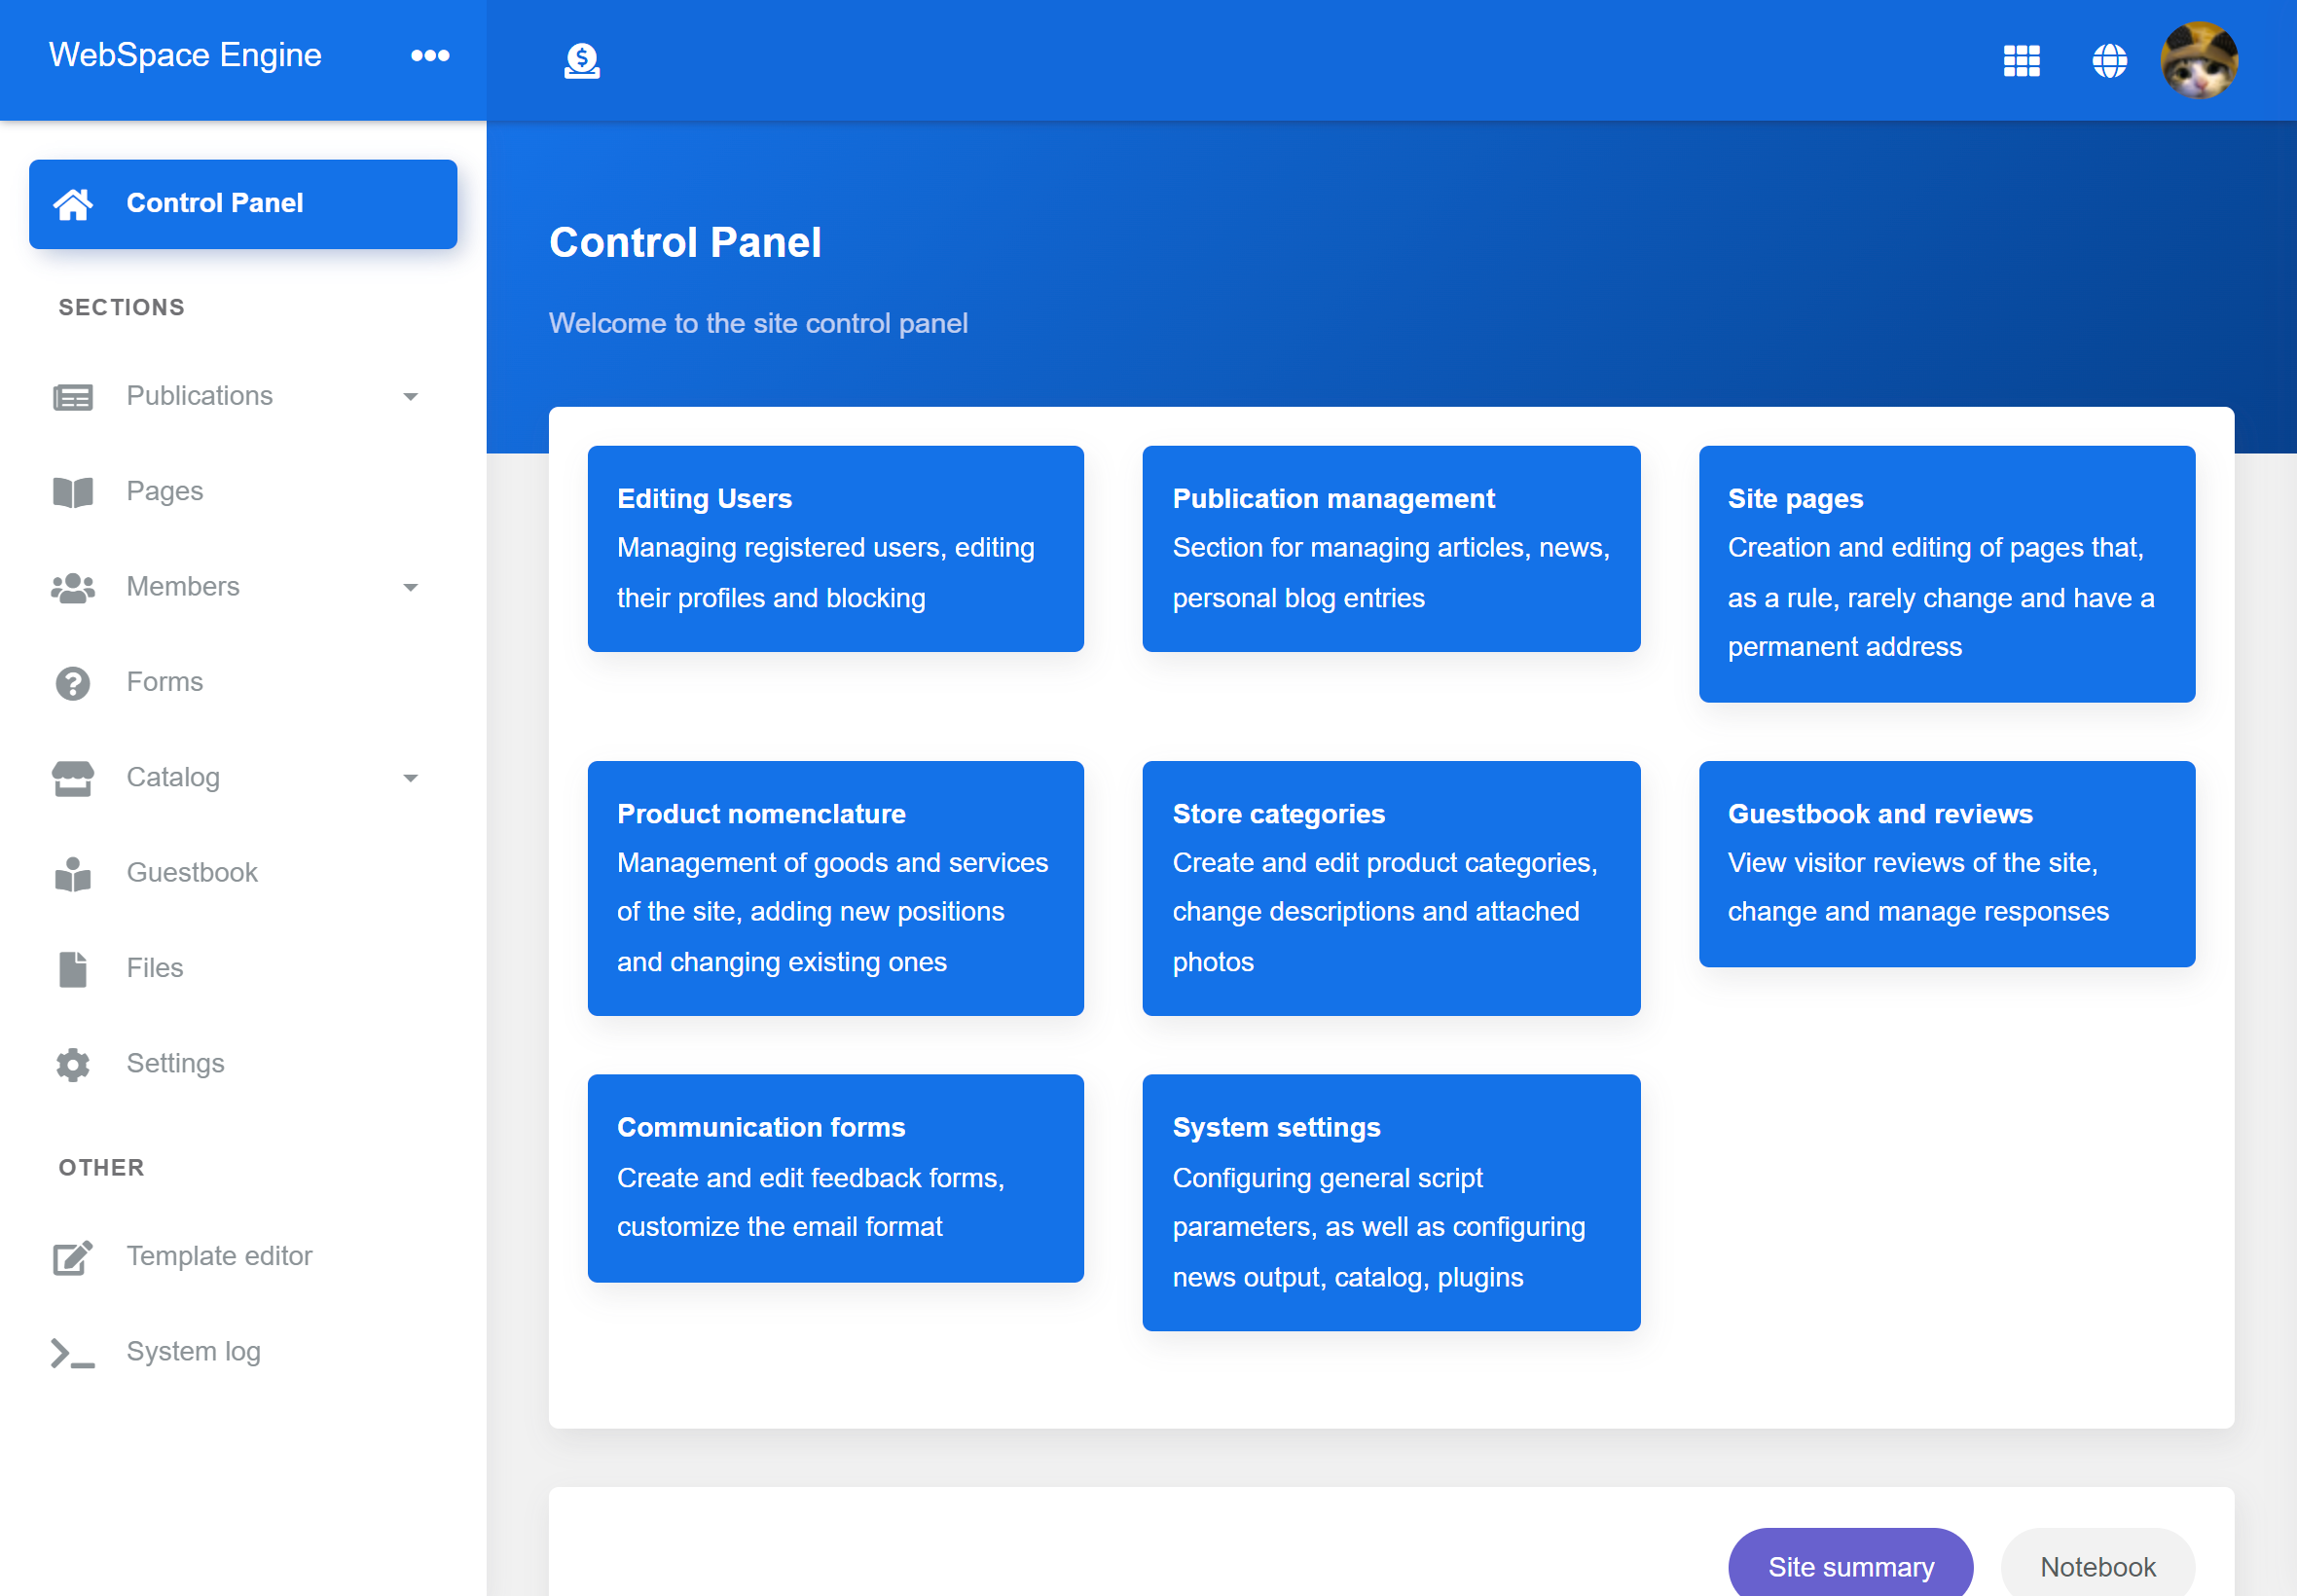 WebSpace Engine
Control Panel
SECTIONS
Publications
Pages
Members
Forms
Catalog
Guestbook
Files
Settings
OTHER
Template editor
System log
Control Panel
Welcome to the site control panel
Editing Users
Managing registered users, editing
their profiles and blocking
Publication management
Section for managing articles, news,
personal blog entries
Site pages
Creation and editing of pages that,
as a rule, rarely change and have a
permanent address
Product nomenclature
Management of goods and services
of the site, adding new positions
and changing existing ones
Store categories
Create and edit product categories,
change descriptions and attached
photos
Guestbook and reviews
View visitor reviews of the site,
change and manage responses
Communication forms
Create and edit feedback forms,
customize the email format
System settings
Configuring general script
parameters, as well as configuring
news output, catalog, plugins
Site summary
Notebook